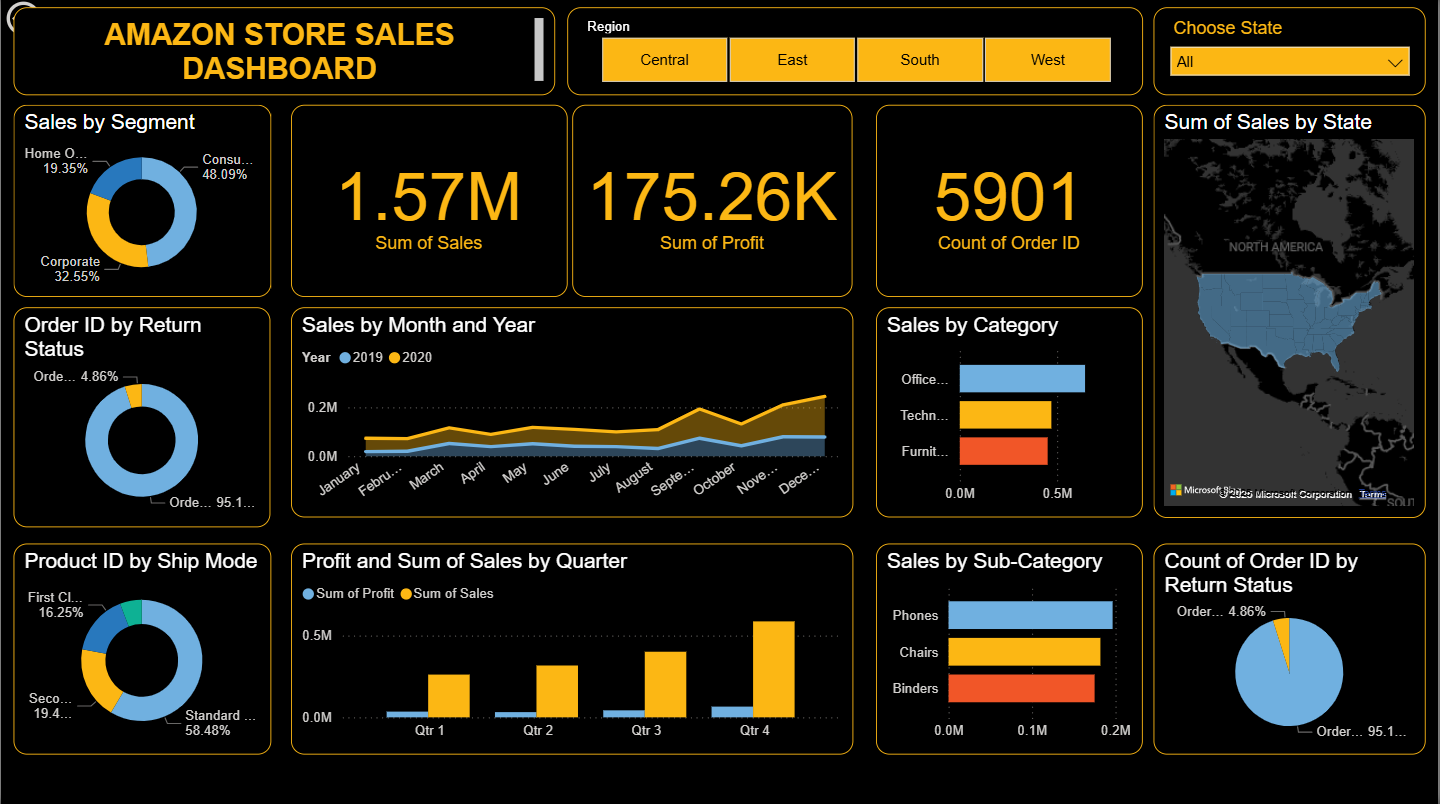 AMAZON STORE SALES
DASHBOARD
Region
Central
East
South
West
Choose State
All
Sales by Segment
Home O...
19.35%
Consu...
48.09%
Corporate
32.55%
1.57M
Sum of Sales
175.26K
Sum of Profit
5901
Count of Order ID
Sum of Sales by State
NORTH AMERICA
Microsoft
© 2025 Microsoft Corporation Terms
SOUT
Order ID by Return
Status
Orde... 4.86%
Orde... 95.1...
Sales by Month and Year
Year 2019 2020
0.2M
0.0M
January
Febru...
March
April
May
June
July
August
Septe...
October
Nove...
Dece...
Sales by Category
Office...
Techn...
Furnit...
0.0M 0.5M
Product ID by Ship Mode
First Cl...
16.25%
Seco...
19.4...
Standard ...
58.48%
Profit and Sum of Sales by Quarter
Sum of Profit Sum of Sales
0.5M
0.0M
Qtr 1 Qtr 2 Qtr 3 Qtr 4
Sales by Sub-Category
Phones
Chairs
Binders
0.0M 0.1M 0.2M
Count of Order ID by
Return Status
Order... 4.86%
Order... 95.1...